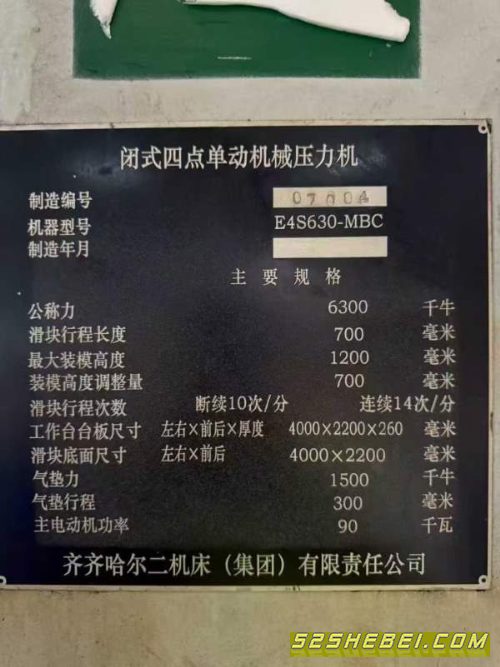 闭式四点单动机械压力机
制造编号 07004
机器型号 E4S630-MBC
制造年月
主要规格
公称力 6300 千牛
滑块行程长度 700 毫米
最大装模高度 1200 毫米
装模高度调整量 700 毫米
滑块行程次数 断续10次/分 连续14次/分
工作台台板尺寸 左右×前后×厚度 4000×2200×260 毫米
滑块底面尺寸 左右×前后 4000×2200 毫米
气垫力 1500 千牛
气垫行程 300 毫米
主电动机功率 90 千瓦
齐齐哈尔二机床（集团）有限责任公司
52SHEBEI.COM